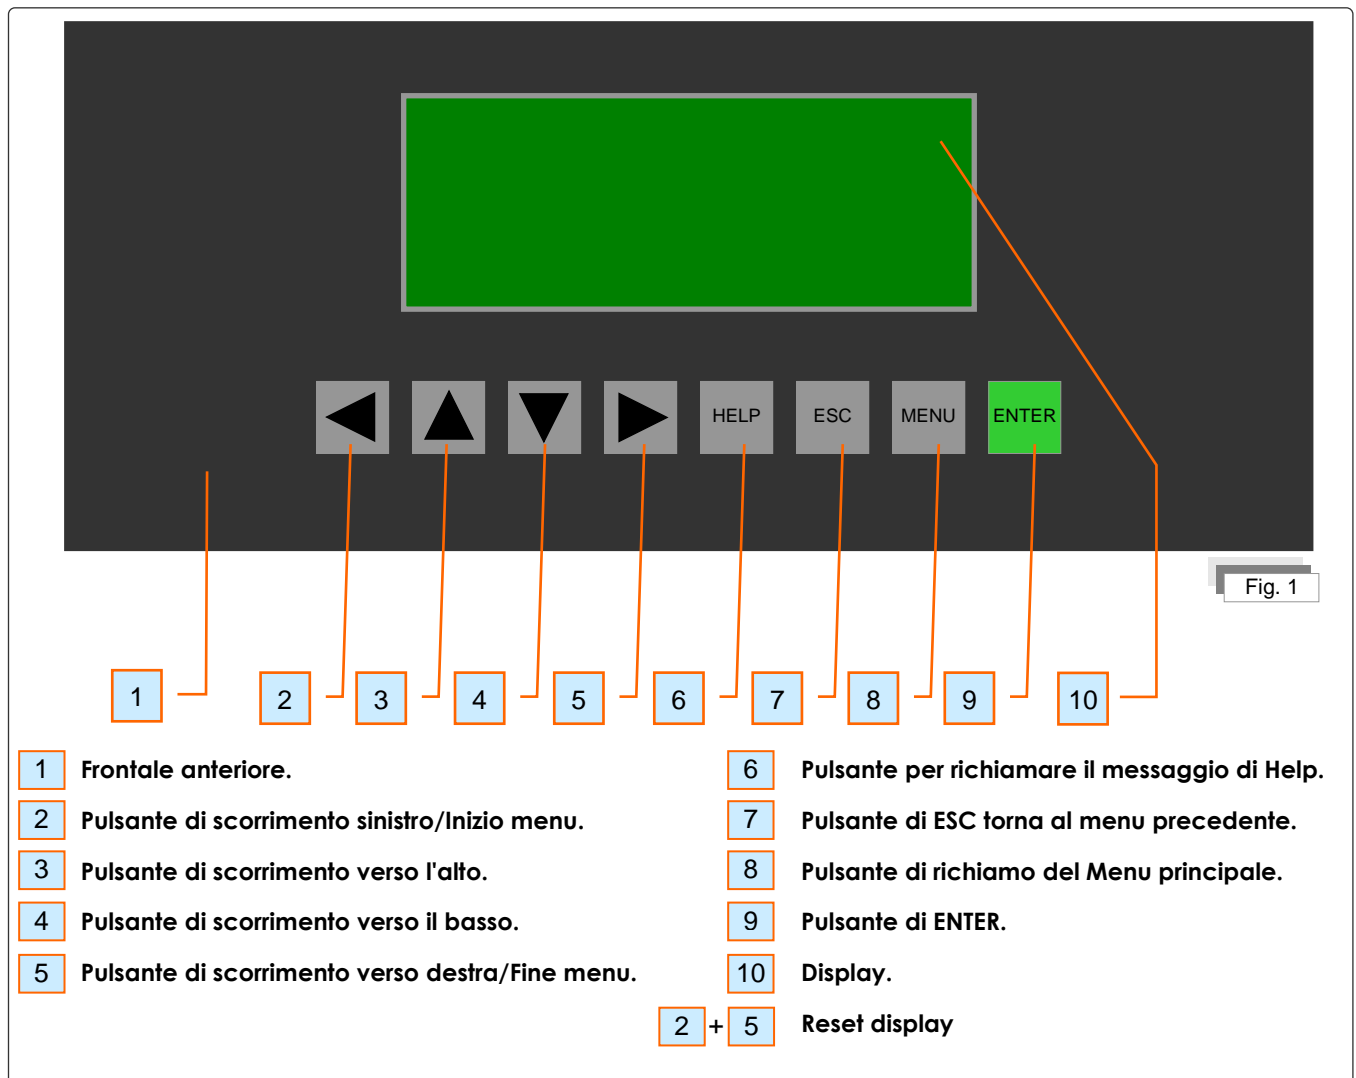 HELP ESC MENU ENTER
Fig. 1
1 2 3 4 5 6 7 8 9 10
1 Frontale anteriore.
2 Pulsante di scorrimento sinistro/Inizio menu.
3 Pulsante di scorrimento verso l'alto.
4 Pulsante di scorrimento verso il basso.
5 Pulsante di scorrimento verso destra/Fine menu.
6 Pulsante per richiamare il messaggio di Help.
7 Pulsante di ESC torna al menu precedente.
8 Pulsante di richiamo del Menu principale.
9 Pulsante di ENTER.
10 Display.
2 + 5 Reset display